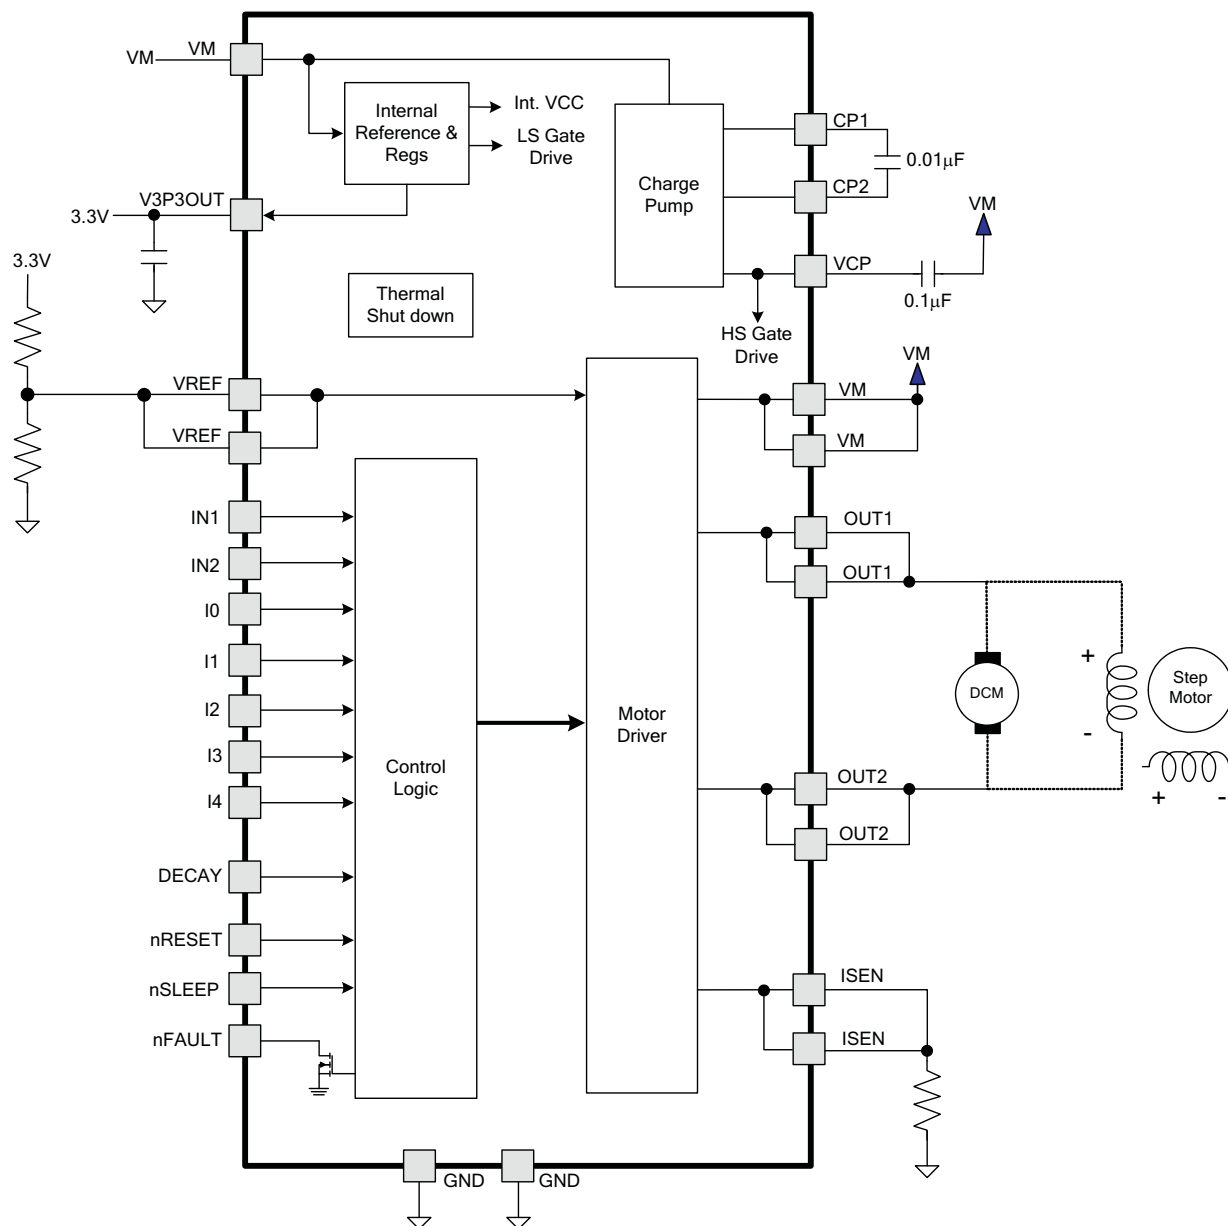 VM
VM
Internal
Reference &
Regs
Int. VCC
LS Gate
Drive
V3P3OUT
3.3V
3.3V
Thermal
Shut down
Charge
Pump
CP1
0.01µF
CP2
VM
VCP
0.1µF
HS Gate
Drive
VM
VREF
VREF
VM
VM
IN1
IN2
I0
I1
I2
I3
I4
DECAY
nRESET
nSLEEP
nFAULT
Control
Logic
Motor
Driver
OUT1
OUT1
+
-
DCM
Step
Motor
+ -
OUT2
OUT2
ISEN
ISEN
GND
GND